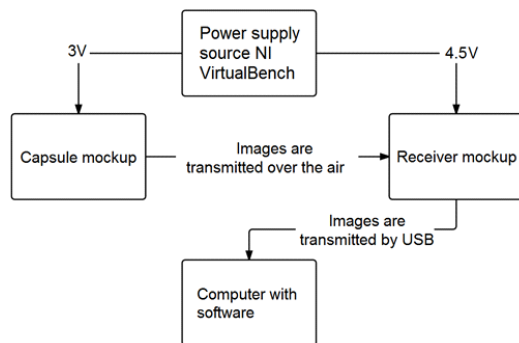 Power supply
source NI
VirtualBench
3V
4.5V
Capsule mockup
Images are
transmitted over the air
Receiver mockup
Images are
transmitted by USB
Computer with
software